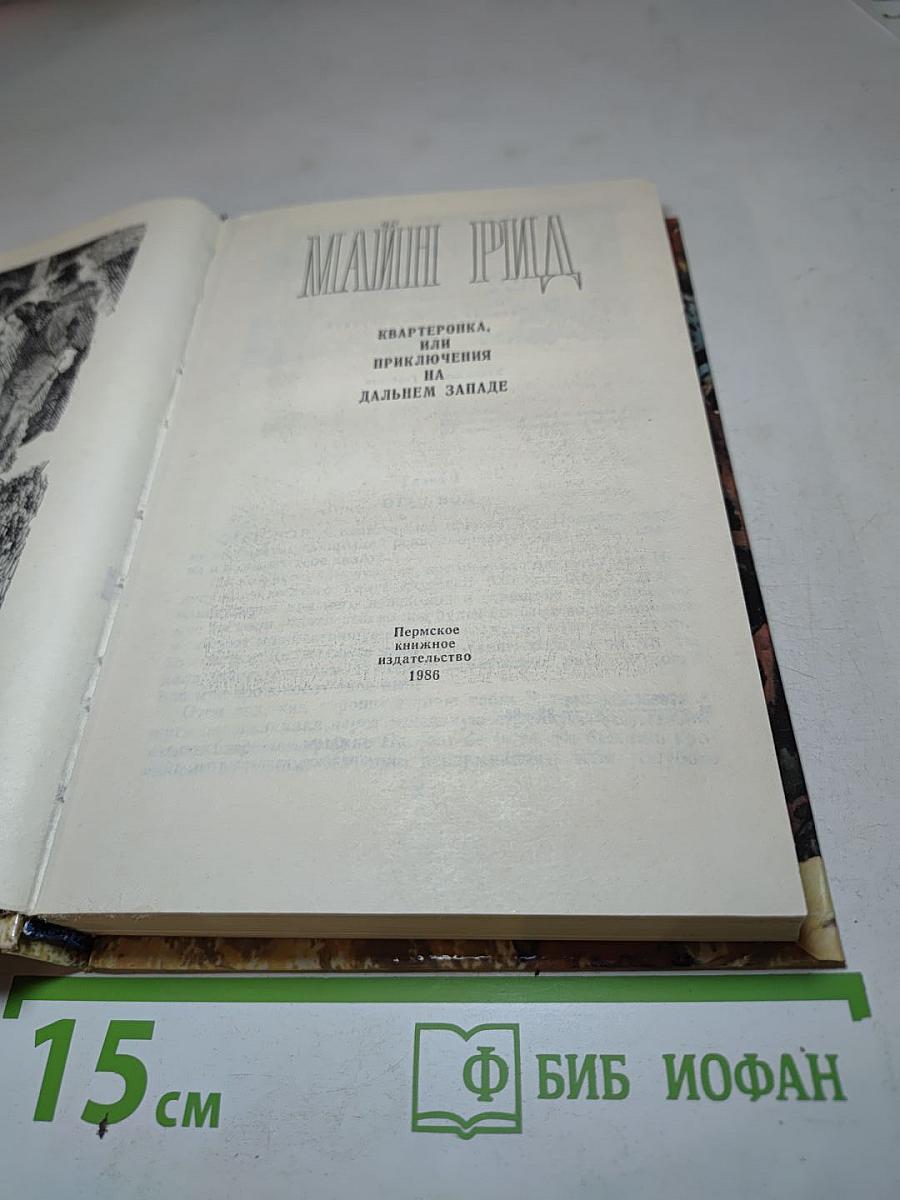 МАЙН РИД
КВАРТЕРОНКА,
ИЛИ
ПРИКЛЮЧЕНИЯ
НА
ДАЛЬНЕМ ЗАПАДЕ
Пермское
книжное
издательство
1986
15 СМ
Ф БИБ ИОФАН